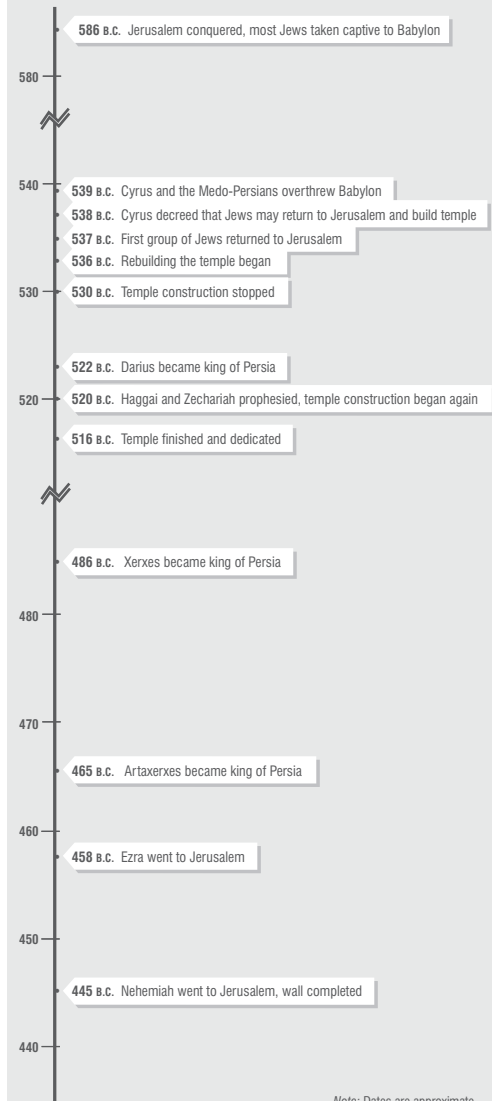 586 B.C. Jerusalem conquered, most Jews taken captive to Babylon
580
540
539 B.C. Cyrus and the Medo-Persians overthrew Babylon
538 B.C. Cyrus decreed that Jews may return to Jerusalem and build temple
537 B.C. First group of Jews returned to Jerusalem
536 B.C. Rebuilding the temple began
530
530 B.C. Temple construction stopped
522 B.C. Darius became king of Persia
520
520 B.C. Haggai and Zechariah prophesied, temple construction began again
516 B.C. Temple finished and dedicated
486 B.C. Xerxes became king of Persia
480
470
465 B.C. Artaxerxes became king of Persia
460
458 B.C. Ezra went to Jerusalem
450
445 B.C. Nehemiah went to Jerusalem, wall completed
440
Note: Dates are approximate